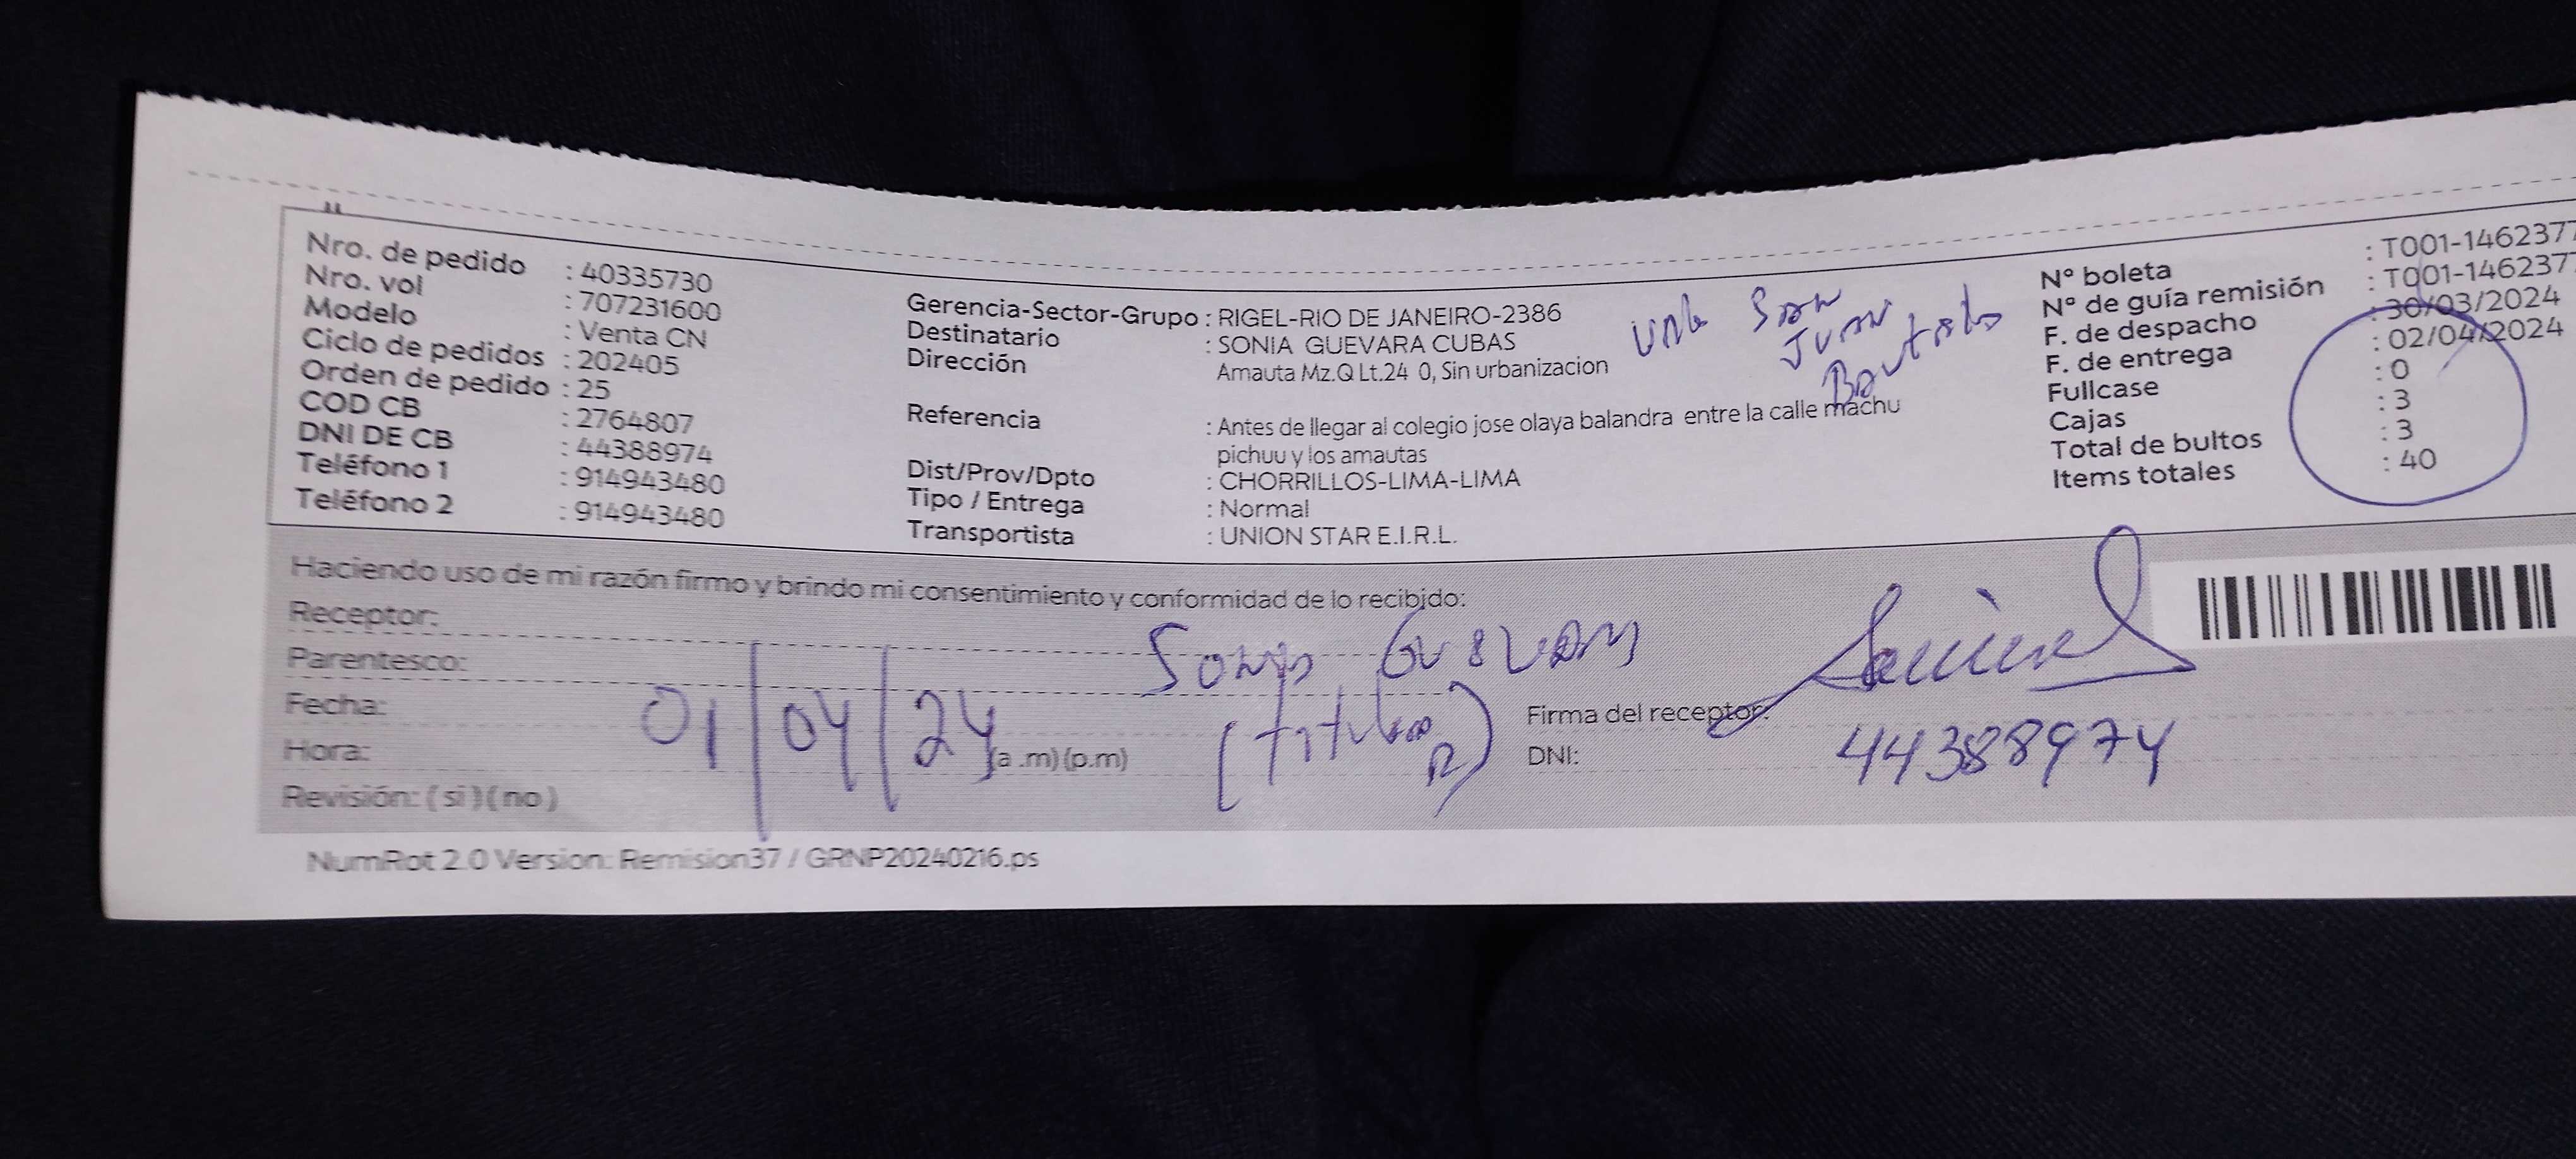 Nro. de pedido : 40335730
Nro. vol : 707231600
Modelo : Venta CN
Ciclo de pedidos : 202405
Orden de pedido : 25
COD CB : 2764807
DNI DE CB : 44388974
Teléfono 1 : 914943480
Teléfono 2 : 914943480
Gerencia-Sector-Grupo : RIGEL-RIO DE JANEIRO-2386
Destinatario : SONIA GUEVARA CUBAS
Dirección : Amauta Mz.Q Lt.24 0, Sin urbanizacion
Referencia : Antes de llegar al colegio jose olaya balandra entre la calle machu
pichuu y los amautas
Dist/Prov/Dpto : CHORRILLOS-LIMA-LIMA
Tipo / Entrega : Normal
Transportista : UNION STAR E.I.R.L.
San
Juan
Bautista
N° boleta : T001-1462377
N° de guía remisión : T001-1462377
F. de despacho : 30/03/2024
F. de entrega : 02/04/2024
Fullcase : 0
Cajas : 3
Total de bultos : 3
Items totales : 40
Haciendo uso de mi razón firmo y brindo mi consentimiento y conformidad de lo recibido:
Receptor: Sonia Guevara
Parentesco: (titular)
Fecha: 01/04/24
Hora: (a .m) (p.m)
Revisión: ( si ) ( no )
Firma del receptor:
DNI: 44388974
NumRot 2.0 Version: Remision37 / GRNP20240216.ps